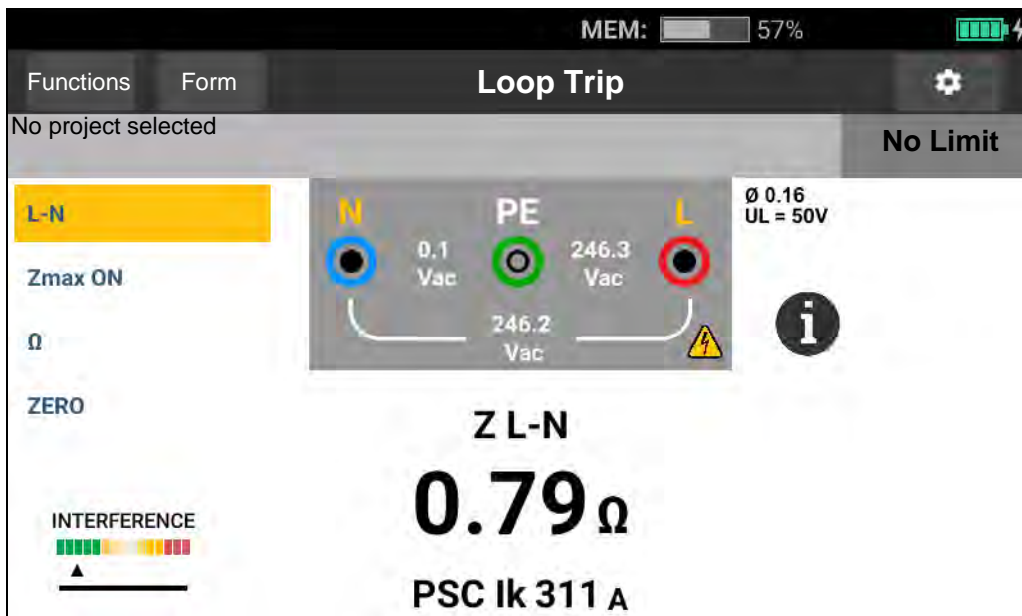 MEM: 57%
Functions Form Loop Trip
No project selected
No Limit
L-N
Zmax ON
Ω
ZERO
INTERFERENCE
N PE L
0.1 Vac
246.3 Vac
246.2 Vac
Ø 0.16
UL = 50V
i
Z L-N
0.79 Ω
PSC Ik 311 A